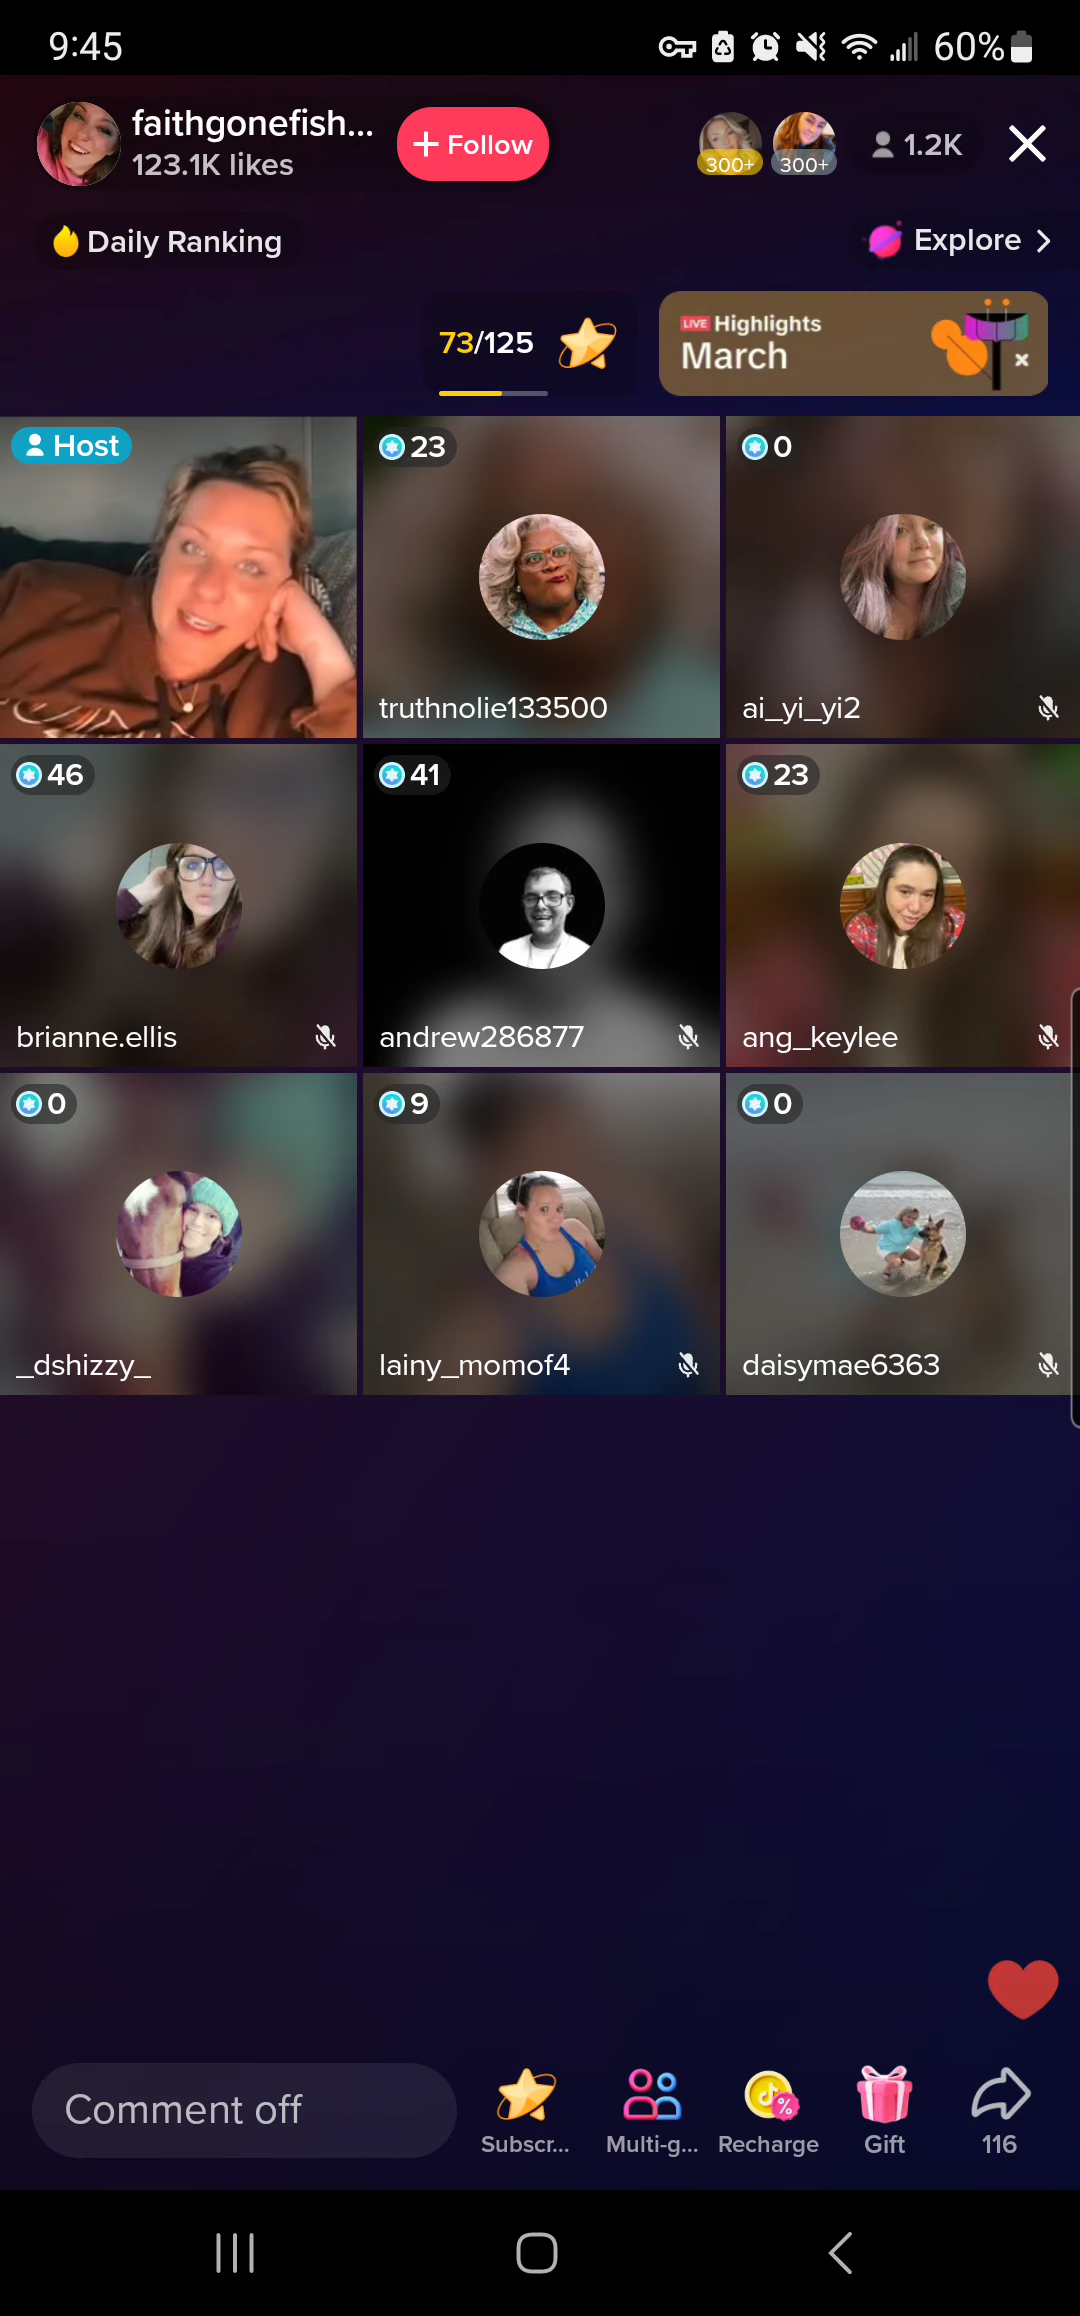 9:45
60%
faithgonefish...
123.1K likes
+ Follow
300+
300+
1.2K
Daily Ranking
Explore >
73/125
LIVE Highlights
March
Host
23
0
truthnolie133500
ai_yi_yi2
46
41
23
brianne.ellis
andrew286877
ang_keylee
0
9
0
_dshizzy_
lainy_momof4
daisymae6363
Comment off
Subscr...
Multi-g...
Recharge
Gift
116